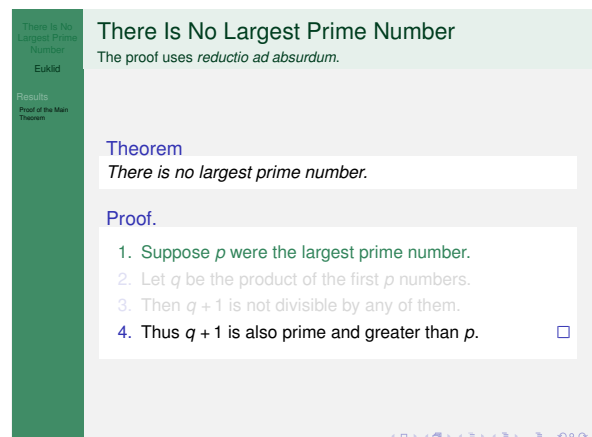 There Is No
Largest Prime
Number
Euklid
Results
Proof of the Main
Theorem
There Is No Largest Prime Number
The proof uses reductio ad absurdum.
Theorem
There is no largest prime number.
Proof.
1. Suppose p were the largest prime number.
2. Let q be the product of the first p numbers.
3. Then q + 1 is not divisible by any of them.
4. Thus q + 1 is also prime and greater than p. □